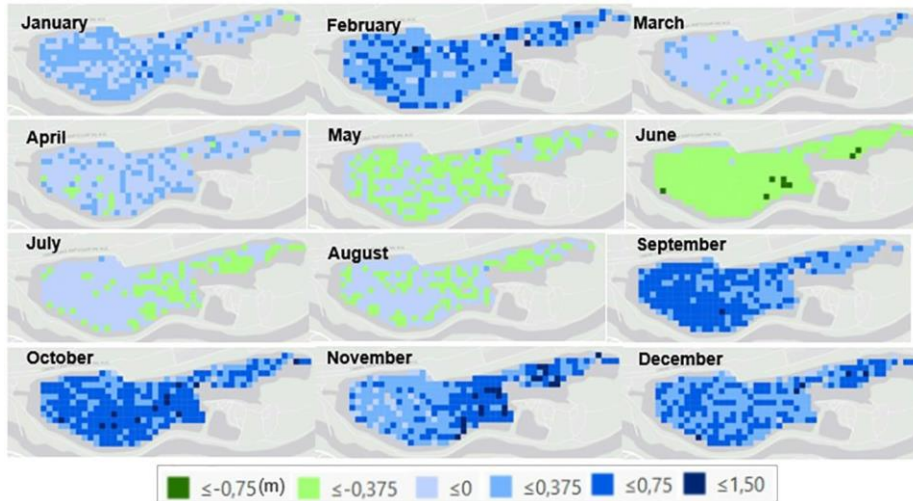 January
February
March
April
May
June
July
August
September
October
November
December
≤-0,75(m) ≤-0,375 ≤0 ≤0,375 ≤0,75 ≤1,50